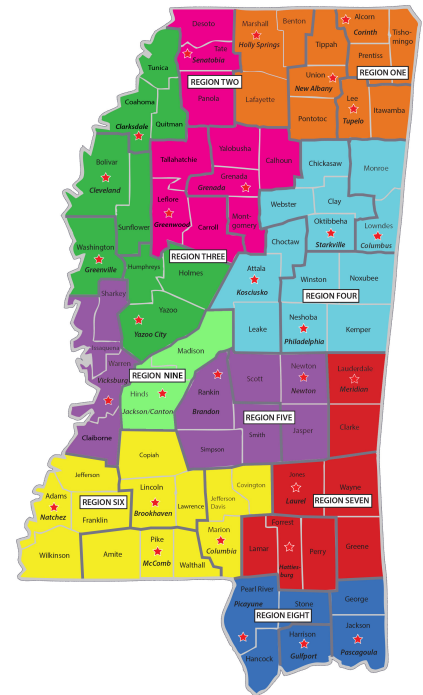 Desoto
Marshall
Holly Springs
Benton
Alcorn
Corinth
Tisho-
mingo
Tippah
Prentiss
Tate
Senatobia
Tunica
REGION TWO
REGION ONE
Union
New Albany
Panola
Lafayette
Lee
Tupelo
Itawamba
Pontotoc
Coahoma
Clarksdale
Quitman
Bolivar
Cleveland
Tallahatchie
Yalobusha
Calhoun
Chickasaw
Monroe
Grenada
Grenada
Leflore
Greenwood
Carroll
Mont-
gomery
Webster
Clay
Oktibbeha
Starkville
Lowndes
Columbus
Sunflower
Washington
Greenville
Choctaw
Humphreys
REGION THREE
Holmes
Attala
Kosciusko
Winston
Noxubee
REGION FOUR
Sharkey
Yazoo
Yazoo City
Leake
Neshoba
Philadelphia
Kemper
Madison
Issaquena
Warren
Vicksburg
REGION NINE
Hinds
Jackson/Canton
Rankin
Brandon
Scott
Newton
Newton
Lauderdale
Meridian
REGION FIVE
Claiborne
Simpson
Smith
Jasper
Clarke
Copiah
Jefferson
Adams
Natchez
REGION SIX
Franklin
Lincoln
Brookhaven
Lawrence
Jefferson
Davis
Covington
Jones
Laurel
Wayne
REGION SEVEN
Wilkinson
Amite
Pike
McComb
Walthall
Marion
Columbia
Lamar
Forrest
Hatties-
burg
Perry
Greene
Pearl River
Picayune
Stone
George
REGION EIGHT
Hancock
Harrison
Gulfport
Jackson
Pascagoula